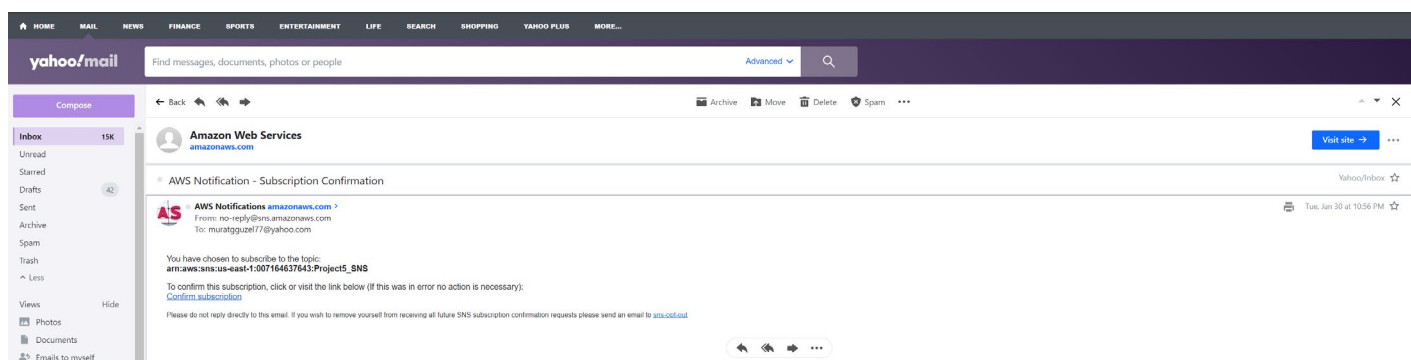 HOME MAIL NEWS FINANCE SPORTS ENTERTAINMENT LIFE SEARCH SHOPPING YAHOO PLUS MORE...
yahoo!mail
Find messages, documents, photos or people
Advanced
Compose
Back
Archive Move Delete Spam
Inbox 15K
Unread
Starred
Drafts 42
Sent
Archive
Spam
Trash
Less
Views Hide
Photos
Documents
Emails to myself
Amazon Web Services
amazonaws.com
Visit site →
AWS Notification - Subscription Confirmation
Yahoo/Inbox
AS
AWS Notifications amazonaws.com >
From: no-reply@sns.amazonaws.com
To: muratgguzel77@yahoo.com
Tue, Jan 30 at 10:56 PM
You have chosen to subscribe to the topic:
arn:aws:sns:us-east-1:007164637643:Project5_SNS
To confirm this subscription, click or visit the link below (If this was in error no action is necessary):
Confirm subscription
Please do not reply directly to this email. If you wish to remove yourself from receiving all future SNS subscription confirmation requests please send an email to sns-opt-out